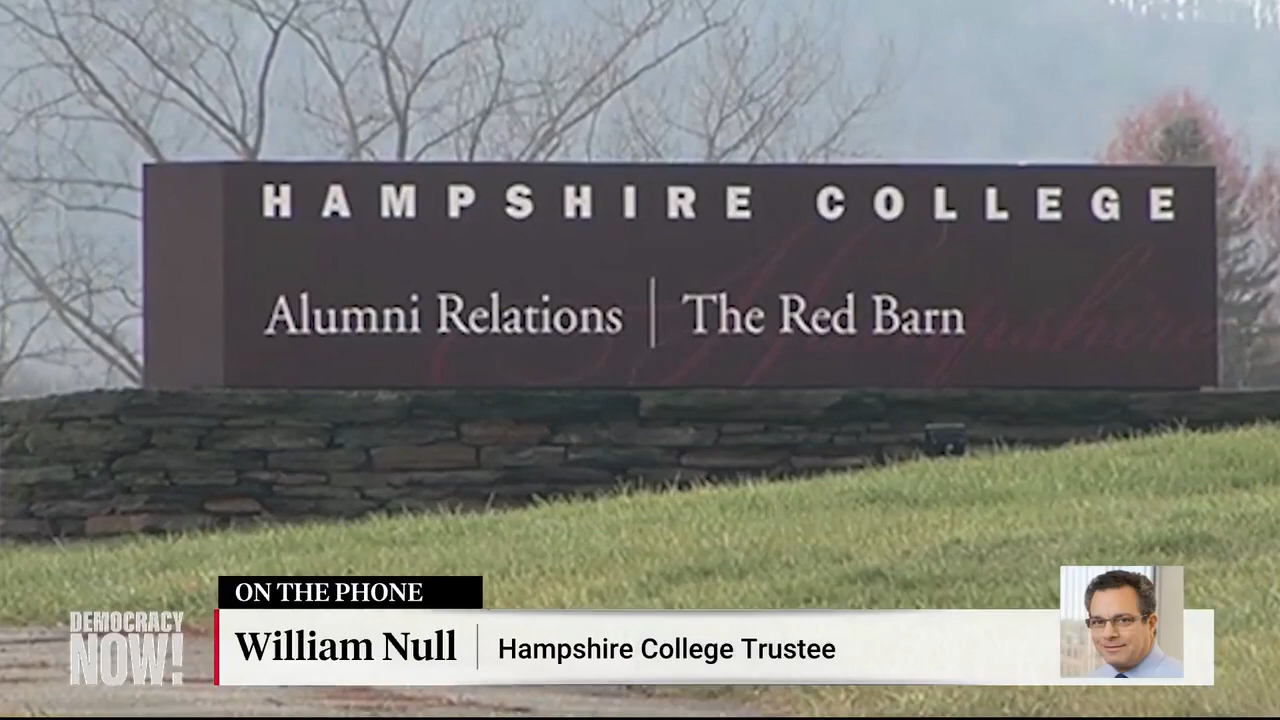 HAMPSHIRE COLLEGE
Alumni Relations | The Red Barn
ON THE PHONE
William Null | Hampshire College Trustee
DEMOCRACY
NOW!